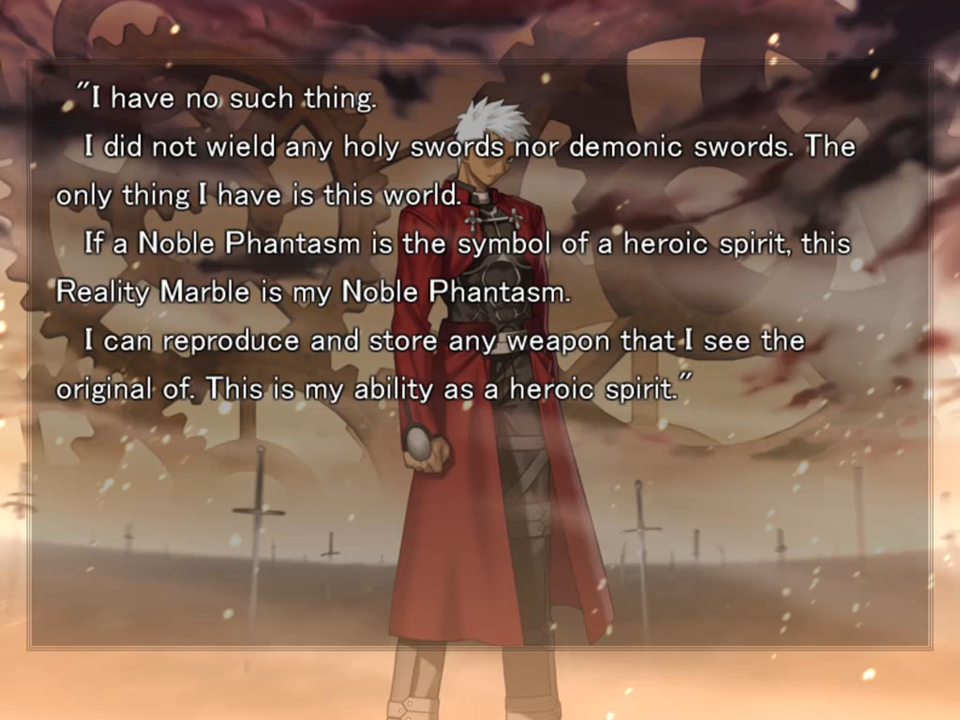 "I have no such thing.
I did not wield any holy swords nor demonic swords. The
only thing I have is this world.
If a Noble Phantasm is the symbol of a heroic spirit, this
Reality Marble is my Noble Phantasm.
I can reproduce and store any weapon that I see the
original of. This is my ability as a heroic spirit."